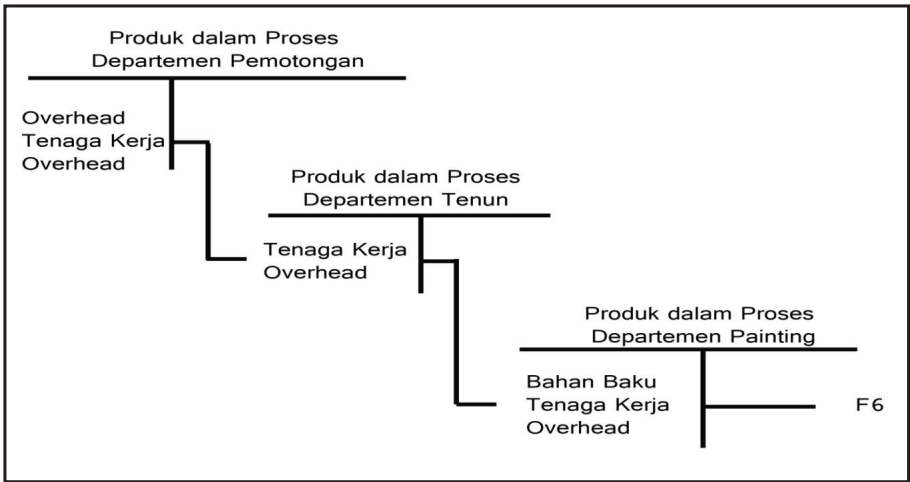 Produk dalam Proses
Departemen Pemotongan
Overhead
Tenaga Kerja
Overhead
Produk dalam Proses
Departemen Tenun
Tenaga Kerja
Overhead
Produk dalam Proses
Departemen Painting
Bahan Baku
Tenaga Kerja
Overhead
F6